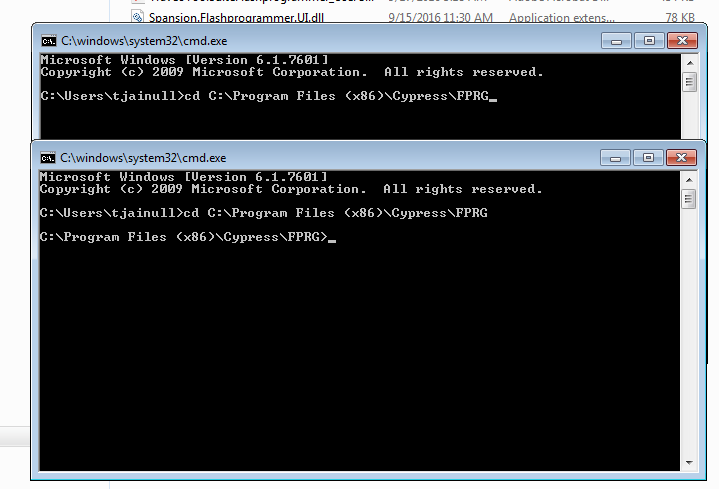 Spansion.Flashprogrammer.UI.dll 9/15/2016 11:30 AM Application extens... 78 KB
C:\windows\system32\cmd.exe
Microsoft Windows [Version 6.1.7601]
Copyright (c) 2009 Microsoft Corporation.  All rights reserved.
C:\Users\tjainull>cd C:\Program Files (x86)\Cypress\FPRG_
C:\windows\system32\cmd.exe
Microsoft Windows [Version 6.1.7601]
Copyright (c) 2009 Microsoft Corporation.  All rights reserved.
C:\Users\tjainull>cd C:\Program Files (x86)\Cypress\FPRG
C:\Program Files (x86)\Cypress\FPRG>_